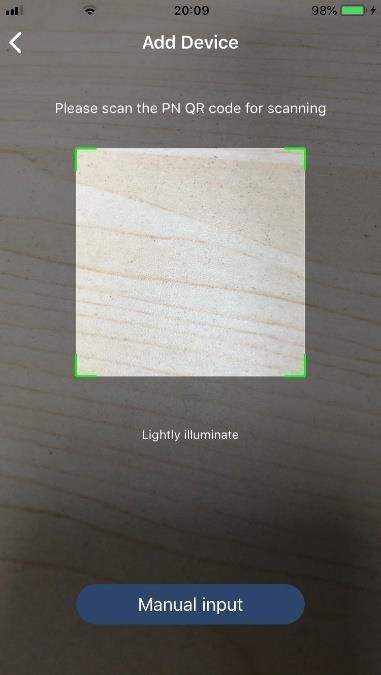 20:09
98%
Add Device
Please scan the PN QR code for scanning
Lightly illuminate
Manual input